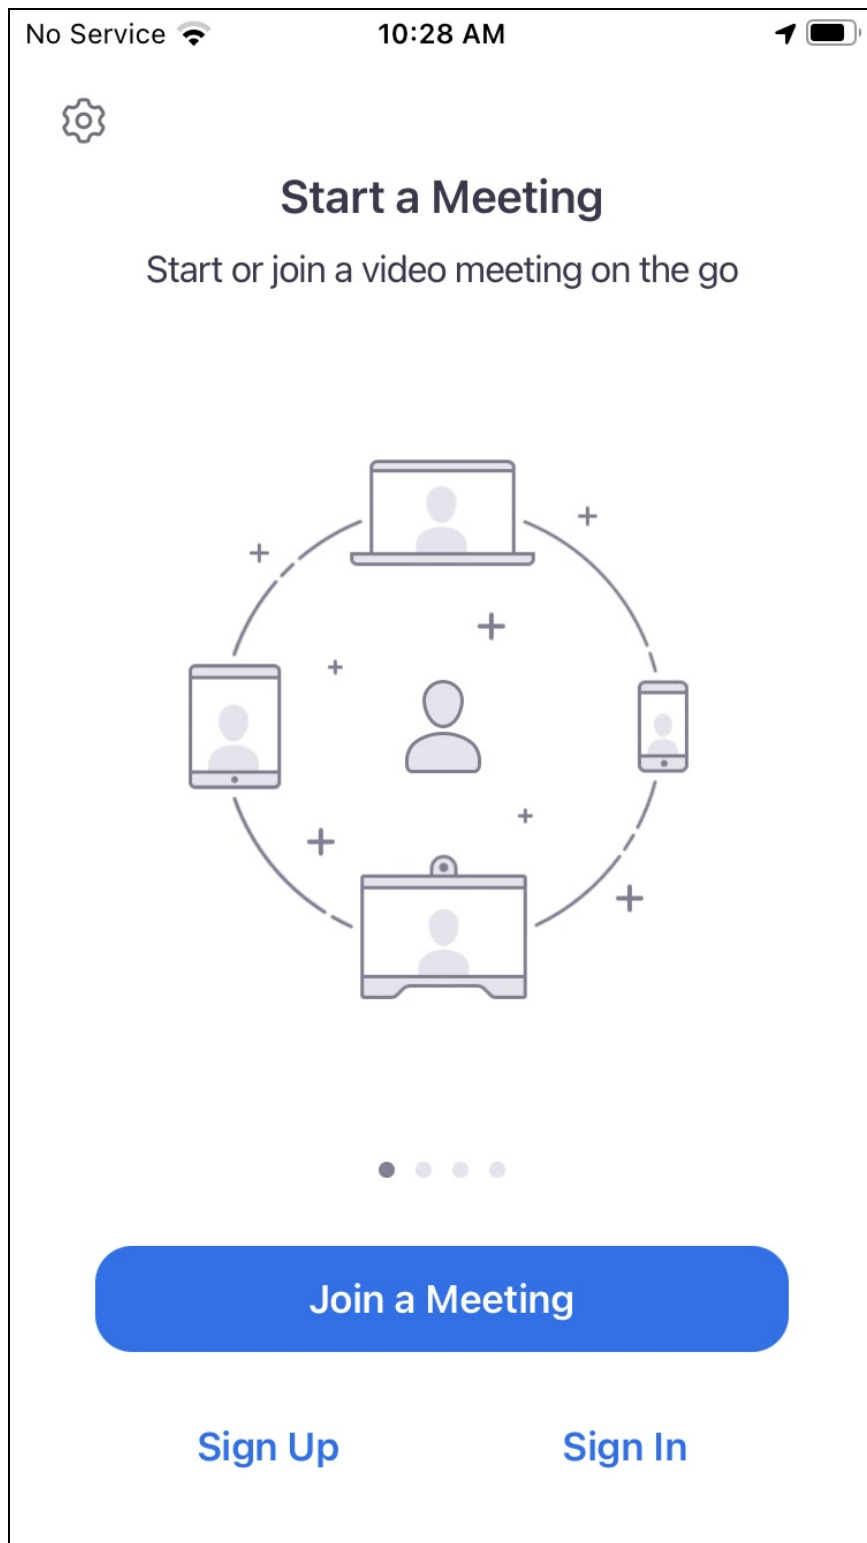 No Service 10:28 AM
Start a Meeting
Start or join a video meeting on the go
Join a Meeting
Sign Up Sign In